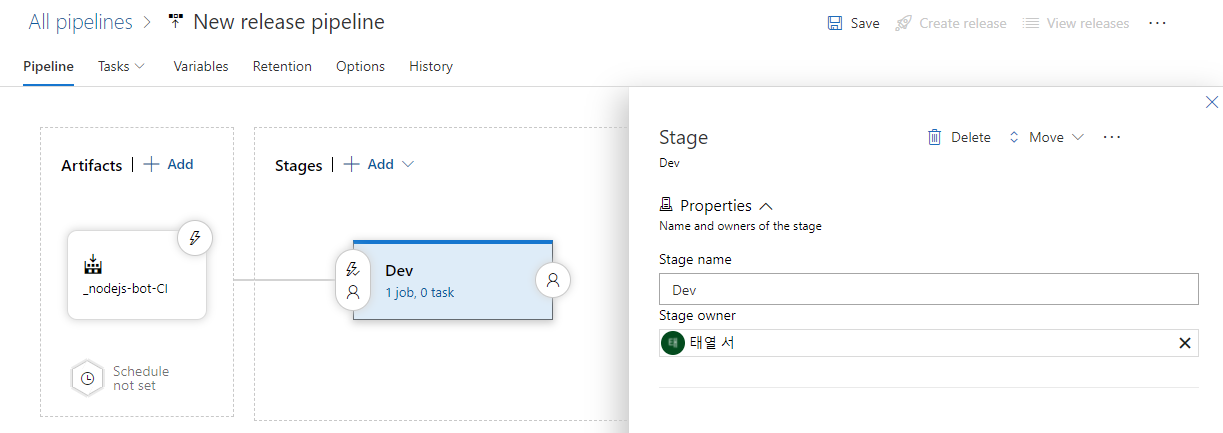 All pipelines > New release pipeline
Save Create release View releases ...
Pipeline Tasks Variables Retention Options History
Artifacts | + Add
Stages | + Add
_nodejs-bot-CI
Schedule
not set
Dev
1 job, 0 task
Stage
Delete Move ...
Dev
Properties
Name and owners of the stage
Stage name
Dev
Stage owner
태 태열 서